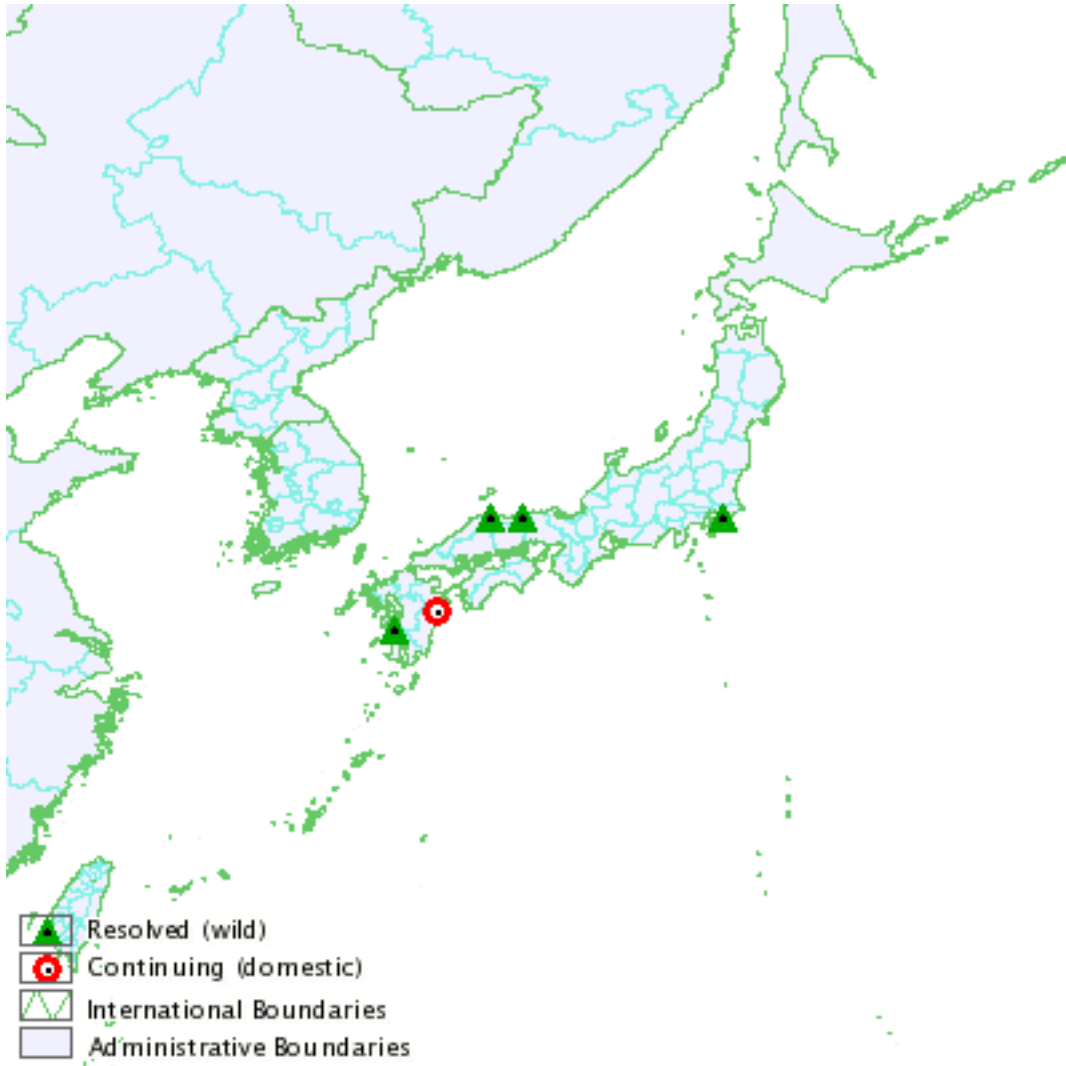 Resolved (wild)
Continuing (domestic)
International Boundaries
Administrative Boundaries